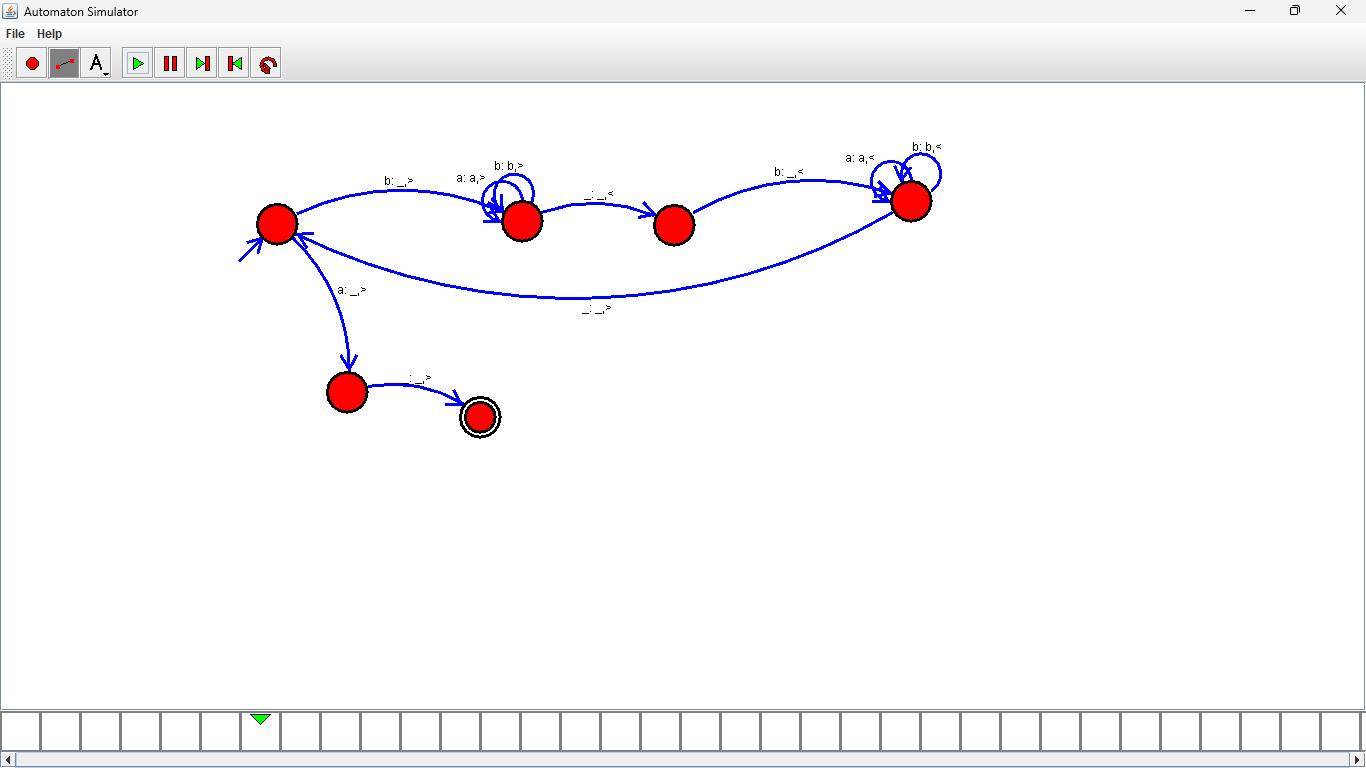 Automaton Simulator
File Help
A
b: b,<
a: a,<
b: b,>
b: _,<
a: a,>
b: _,>
_: _,<
a: _,>
_: _,>
_: _,>